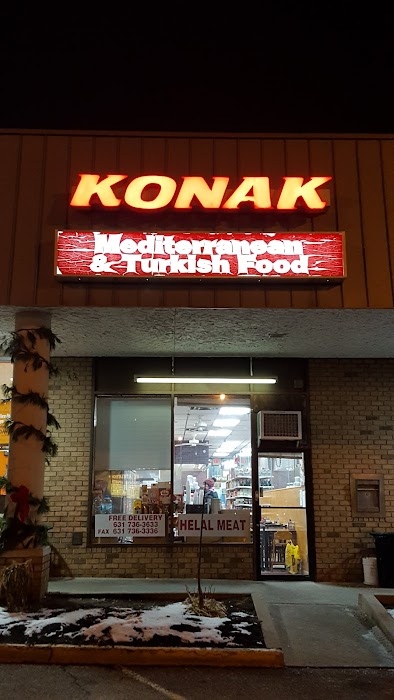 KONAK
Mediterranean
& Turkish Food
FREE DELIVERY
631 736-3633
FAX 631 736-3336
HELAL MEAT